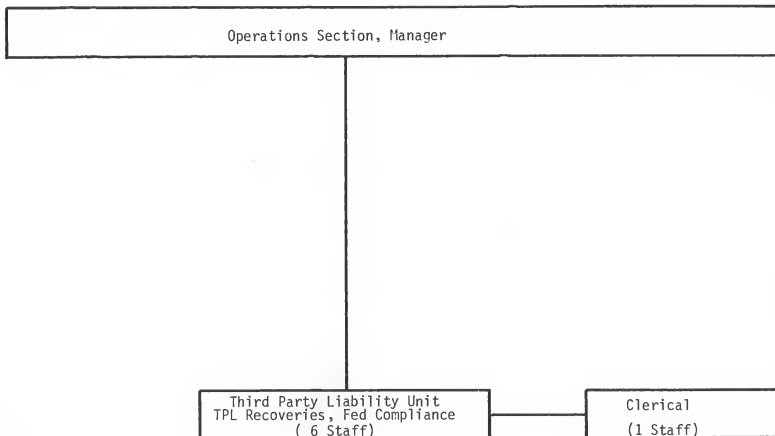 Operations Section, Manager
Third Party Liability Unit
TPL Recoveries, Fed Compliance
( 6 Staff)
Clerical
(1 Staff)